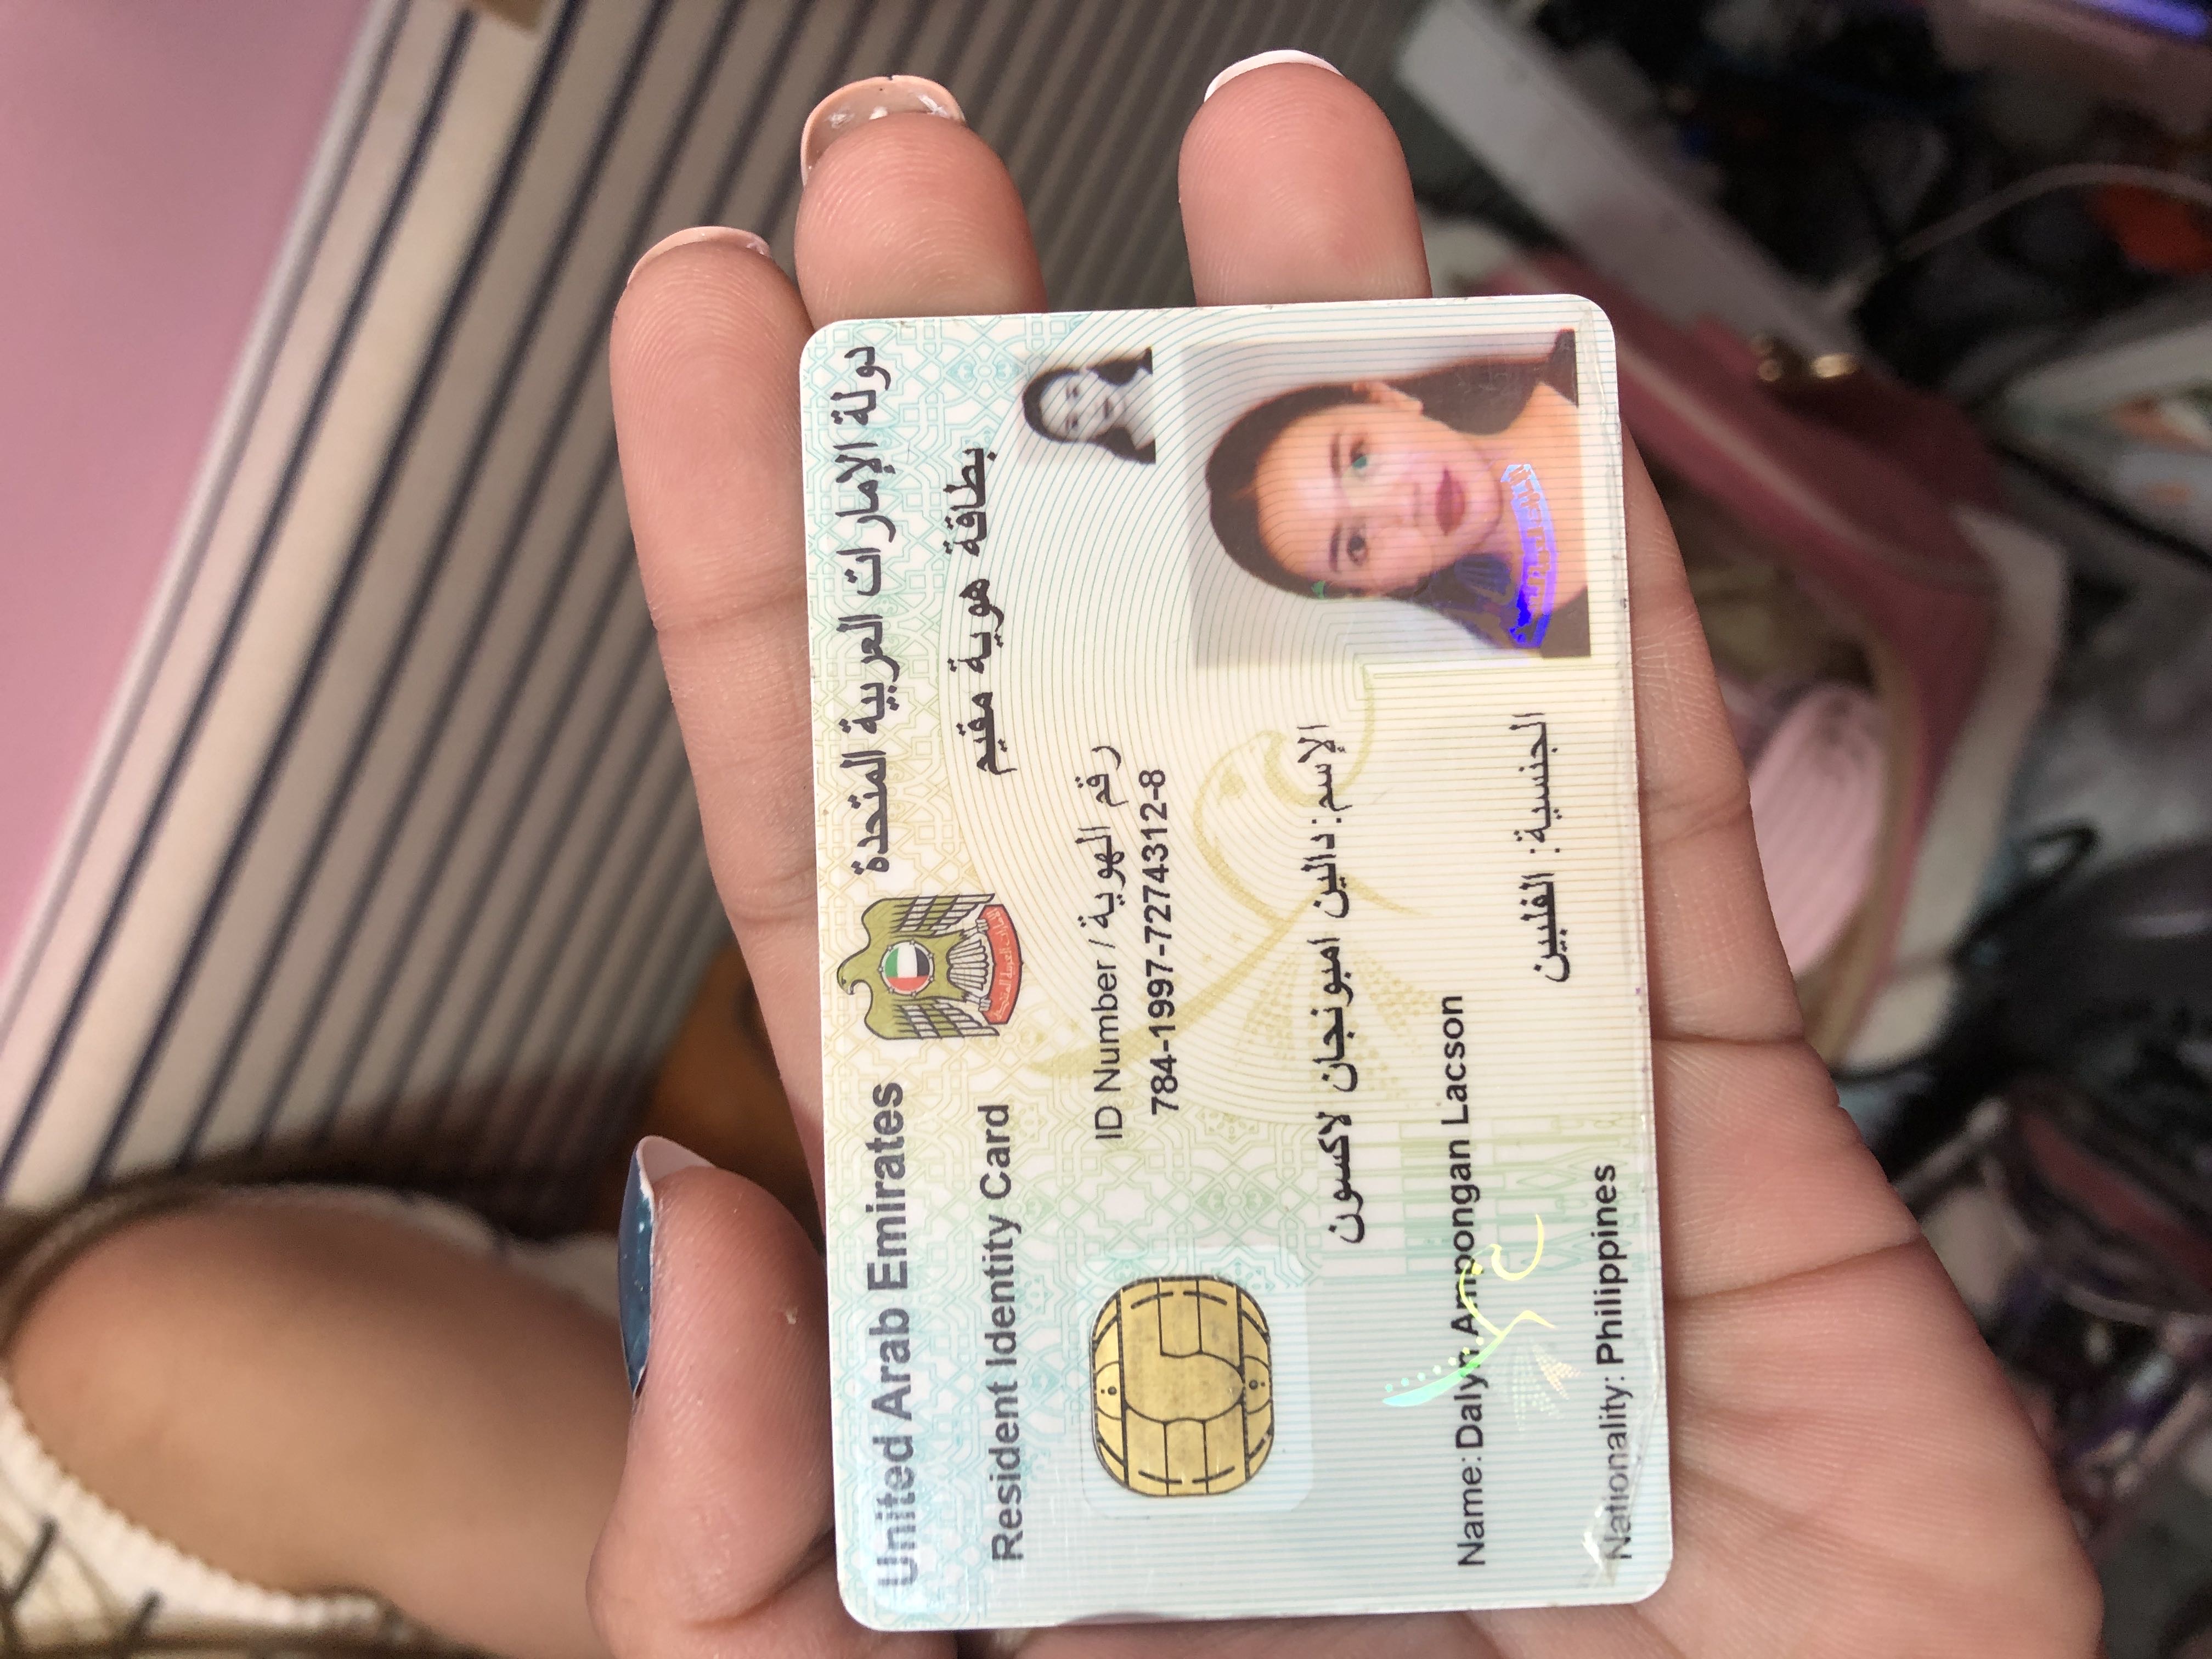 United Arab Emirates
دولة الإمارات العربية المتحدة
Resident Identity Card
بطاقة هوية مقيم
ID Number / رقم الهوية
784-1997-7274312-8
الإسم: دالين امبونجان لاكسون
Name: Dalyn Ampongan Lacson
الجنسية: الفلبين
Nationality: Philippines
الإمارات العربية المتحدة